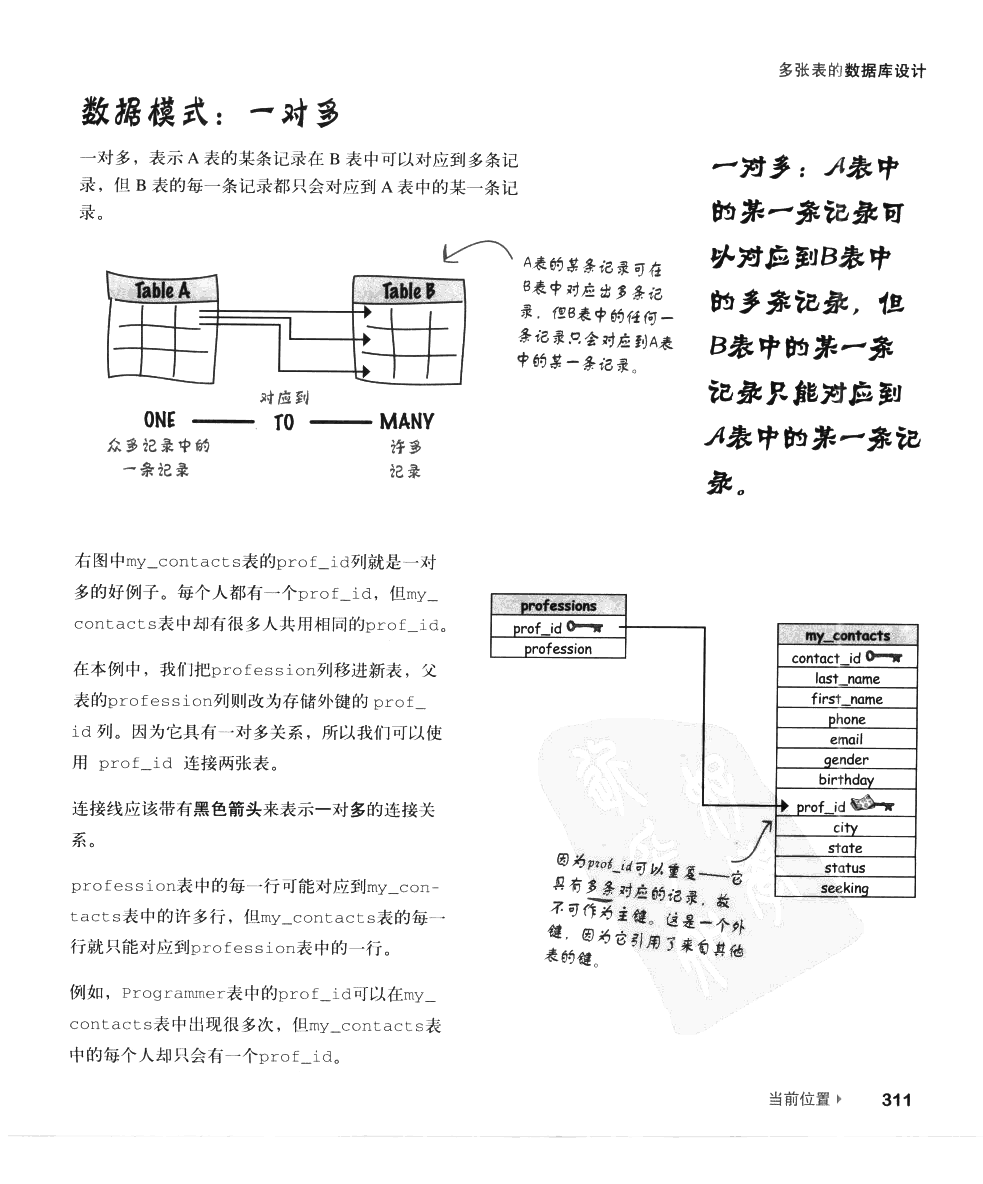 多张表的数据库设计
数据模式：一对多
一对多，表示 A 表的某条记录在 B 表中可以对应到多条记
录，但 B 表的每一条记录都只会对应到 A 表中的某一条记
录。
一对多：A表中
的某一条记录可
以对应到B表中
的多条记录，但
B表中的某一条
记录只能对应到
A表中的某一条记
录。
A表的某条记录可在
B表中对应出多条记
录，但B表中的任何一
条记录只会对应到A表
中的某一条记录。
Table A
Table B
对应到
ONE TO MANY
众多记录中的
一条记录
许多
记录
右图中my_contacts表的prof_id列就是一对
多的好例子。每个人都有一个prof_id，但my_
contacts表中却有很多人共用相同的prof_id。
在本例中，我们把profession列移进新表，父
表的profession列则改为存储外键的 prof_
id 列。因为它具有一对多关系，所以我们可以使
用 prof_id 连接两张表。
连接线应该带有黑色箭头来表示一对多的连接关
系。
profession表中的每一行可能对应到my_con-
tacts表中的许多行，但my_contacts表的每一
行就只能对应到profession表中的一行。
例如，Programmer表中的prof_id可以在my_
contacts表中出现很多次，但my_contacts表
中的每个人却只会有一个prof_id。
professions
prof_id
profession
my_contacts
contact_id
last_name
first_name
phone
email
gender
birthday
prof_id
city
state
status
seeking
因为prof_id可以重复——它
具有多条对应的记录，故
不可作为主键。这是一个外
键，因为它引用了来自其他
表的键。
当前位置
311